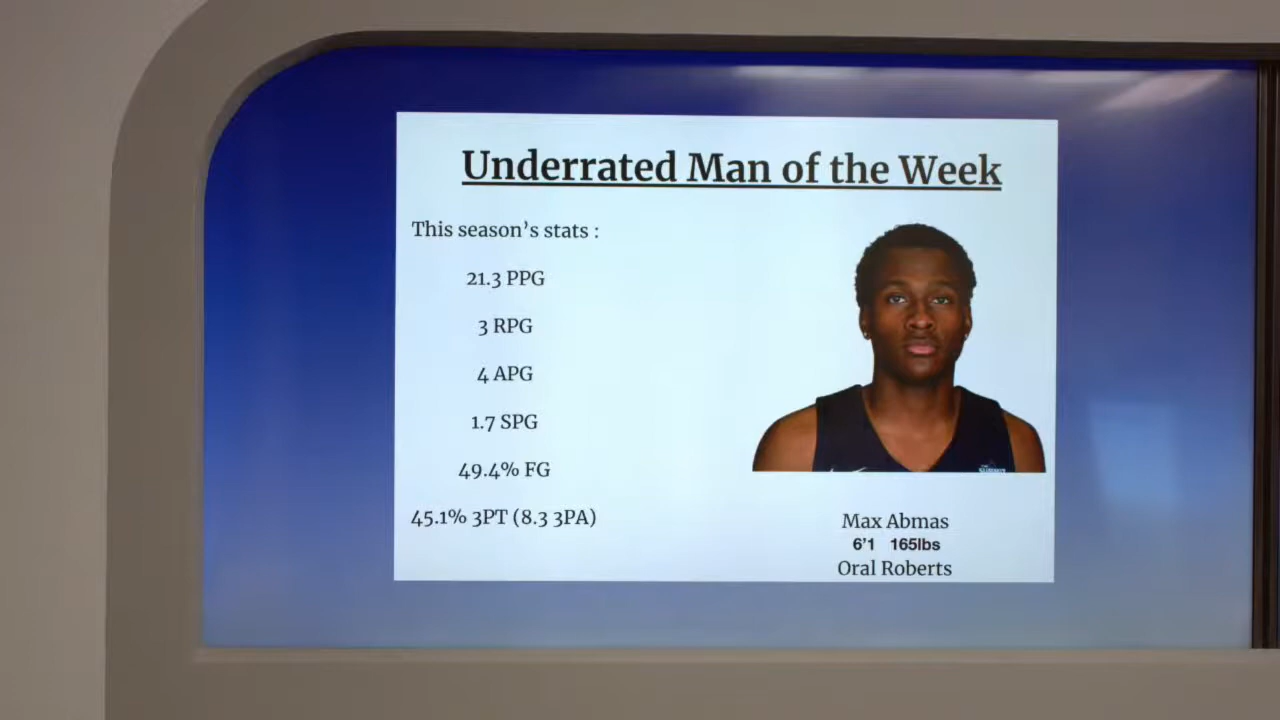 Underrated Man of the Week
This season's stats :
21.3 PPG
3 RPG
4 APG
1.7 SPG
49.4% FG
45.1% 3PT (8.3 3PA)
Max Abmas
6'1 165lbs
Oral Roberts